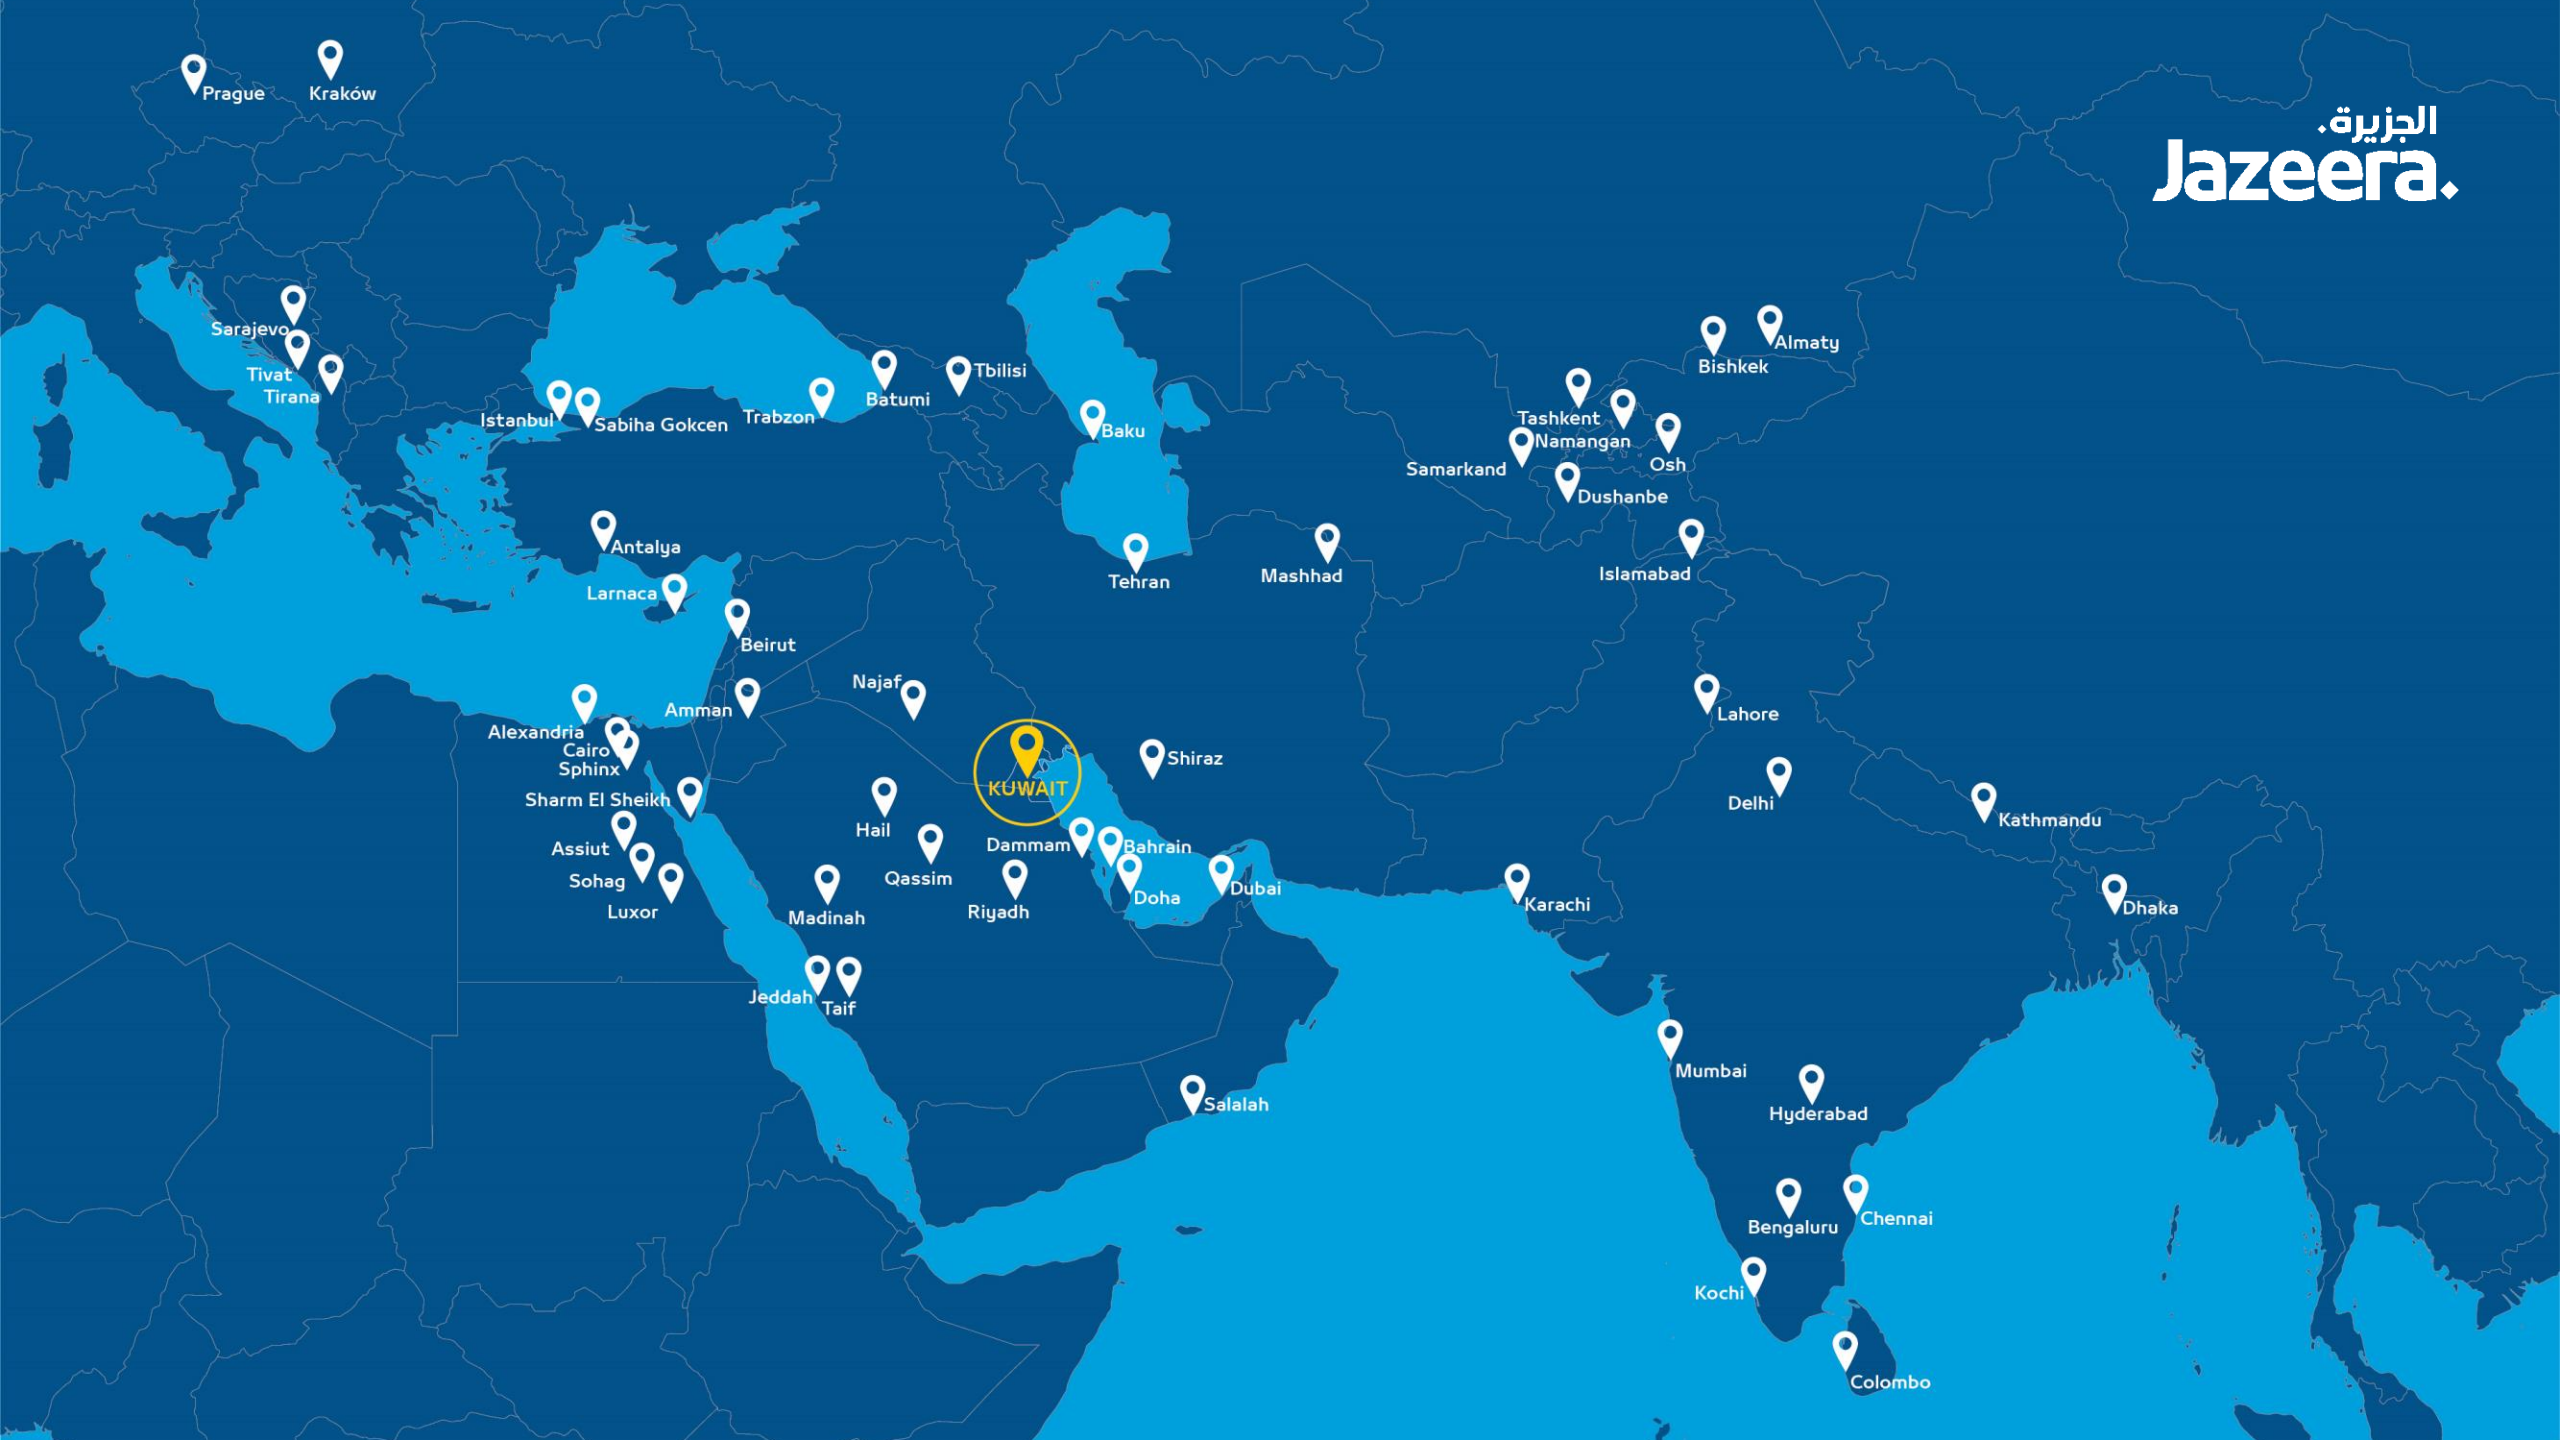 Prague
Kraków
الجزيرة.
Jazeera.
Sarajevo
Tivat
Tirana
Istanbul
Sabiha Gokcen
Trabzon
Batumi
Tbilisi
Baku
Almaty
Bishkek
Tashkent
Namangan
Samarkand
Osh
Dushanbe
Antalya
Larnaca
Tehran
Mashhad
Islamabad
Beirut
Amman
Najaf
Lahore
Alexandria
Cairo
Sphinx
Sharm El Sheikh
KUWAIT
Shiraz
Delhi
Kathmandu
Hail
Dammam
Bahrain
Assiut
Sohag
Luxor
Qassim
Madinah
Riyadh
Doha
Dubai
Karachi
Dhaka
Jeddah
Taif
Mumbai
Salalah
Hyderabad
Bengaluru
Chennai
Kochi
Colombo